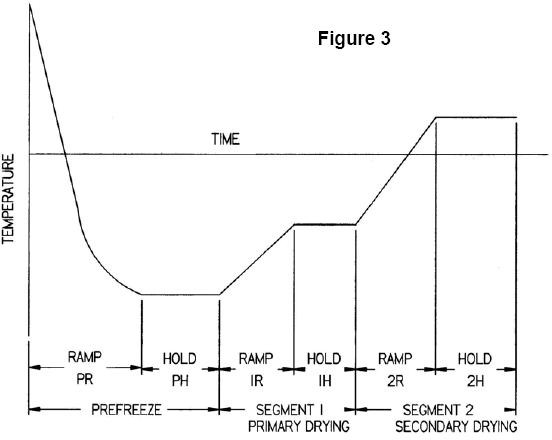 Figure 3
TIME
TEMPERATURE
RAMP HOLD RAMP HOLD RAMP HOLD
PR PH IR IH 2R 2H
PREFREEZE SEGMENT I SEGMENT 2
PRIMARY DRYING SECONDARY DRYING